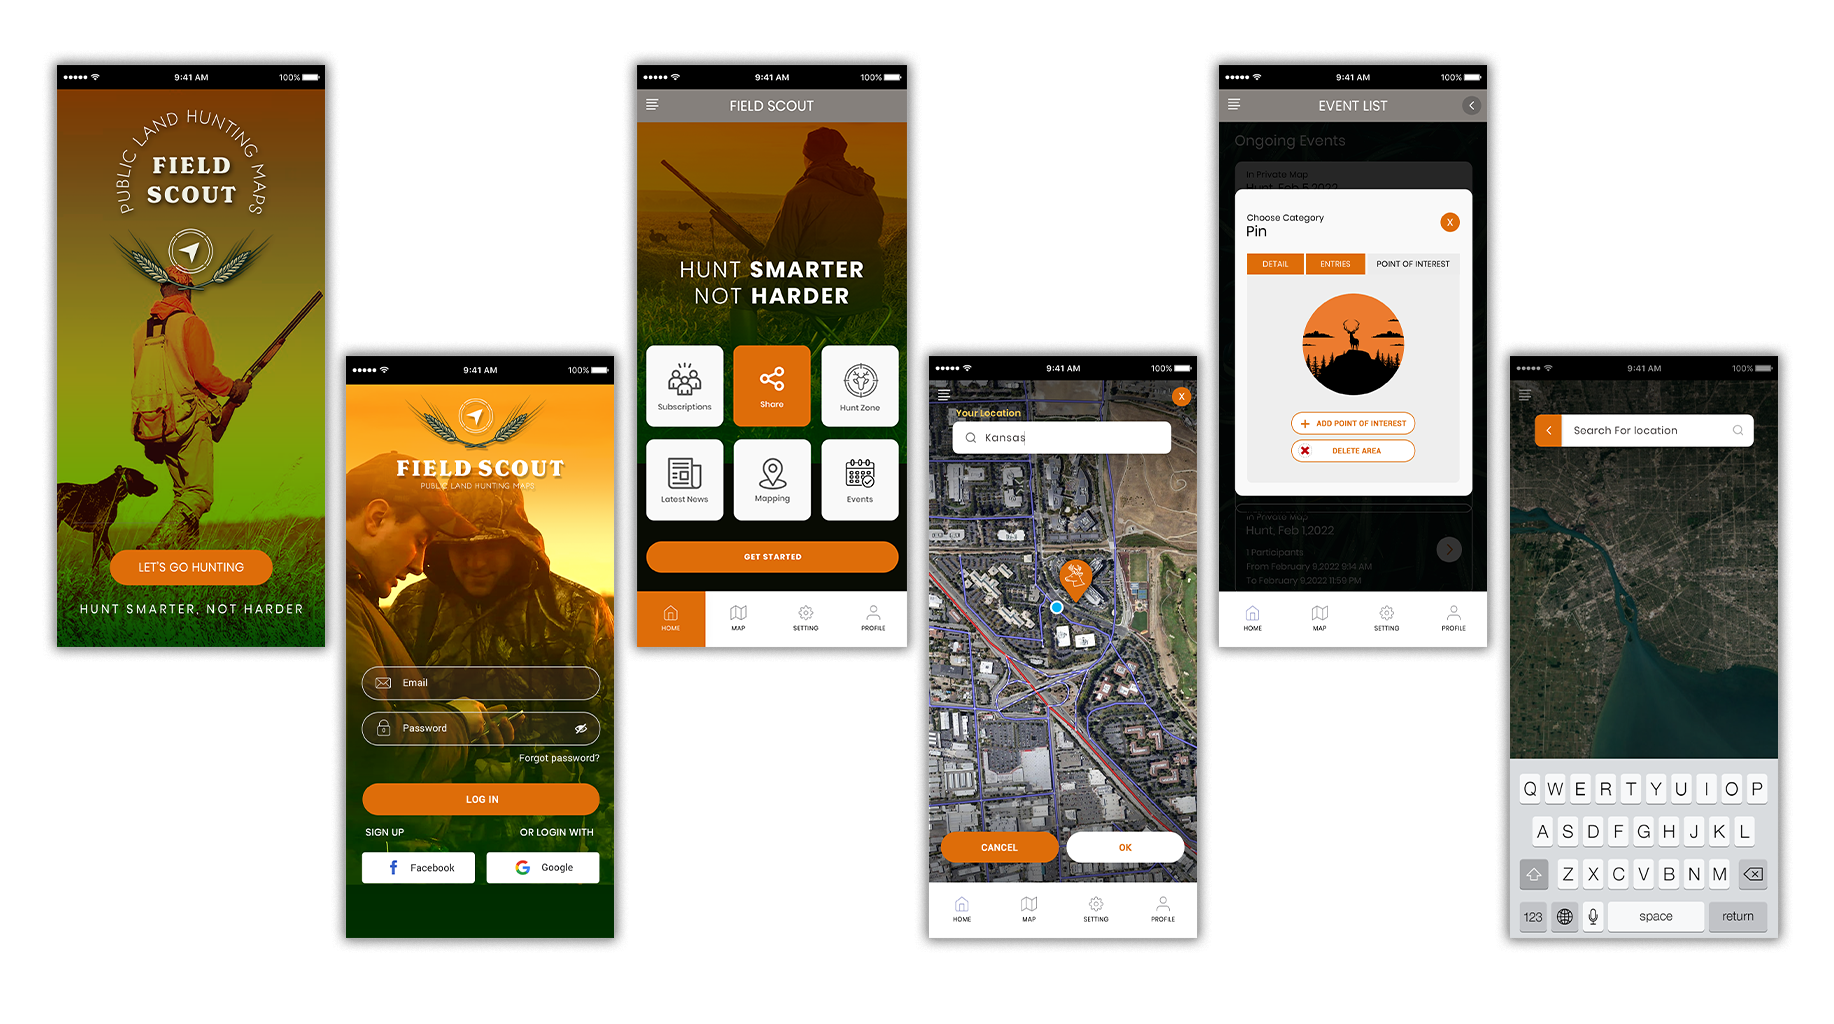 9:41 AM
100%
PUBLIC LAND HUNTING MAPS
FIELD
SCOUT
LET'S GO HUNTING
HUNT SMARTER, NOT HARDER
9:41 AM
100%
FIELD SCOUT
PUBLIC LAND HUNTING MAPS
Email
Password
Forgot password?
LOG IN
SIGN UP
OR LOGIN WITH
Facebook
Google
9:41 AM
100%
FIELD SCOUT
HUNT SMARTER
NOT HARDER
Subscriptions
Share
Hunt Zone
Latest News
Mapping
Events
GET STARTED
HOME
MAP
SETTING
PROFILE
9:41 AM
100%
X
Your Location
Kansas
CANCEL
OK
HOME
MAP
SETTING
PROFILE
9:41 AM
100%
EVENT LIST
Ongoing Events
In Private Map
Hunt, Feb 5,2022
Choose Category
X
Pin
DETAIL
ENTRIES
POINT OF INTEREST
ADD POINT OF INTEREST
DELETE AREA
In Private Map
Hunt, Feb 1,2022
1 Participants
From February 9,2022 9:14 AM
To February 9,2022 11:59 PM
HOME
MAP
SETTING
PROFILE
9:41 AM
100%
Search For location
Q W E R T Y U I O P
A S D F G H J K L
Z X C V B N M
123
space
return